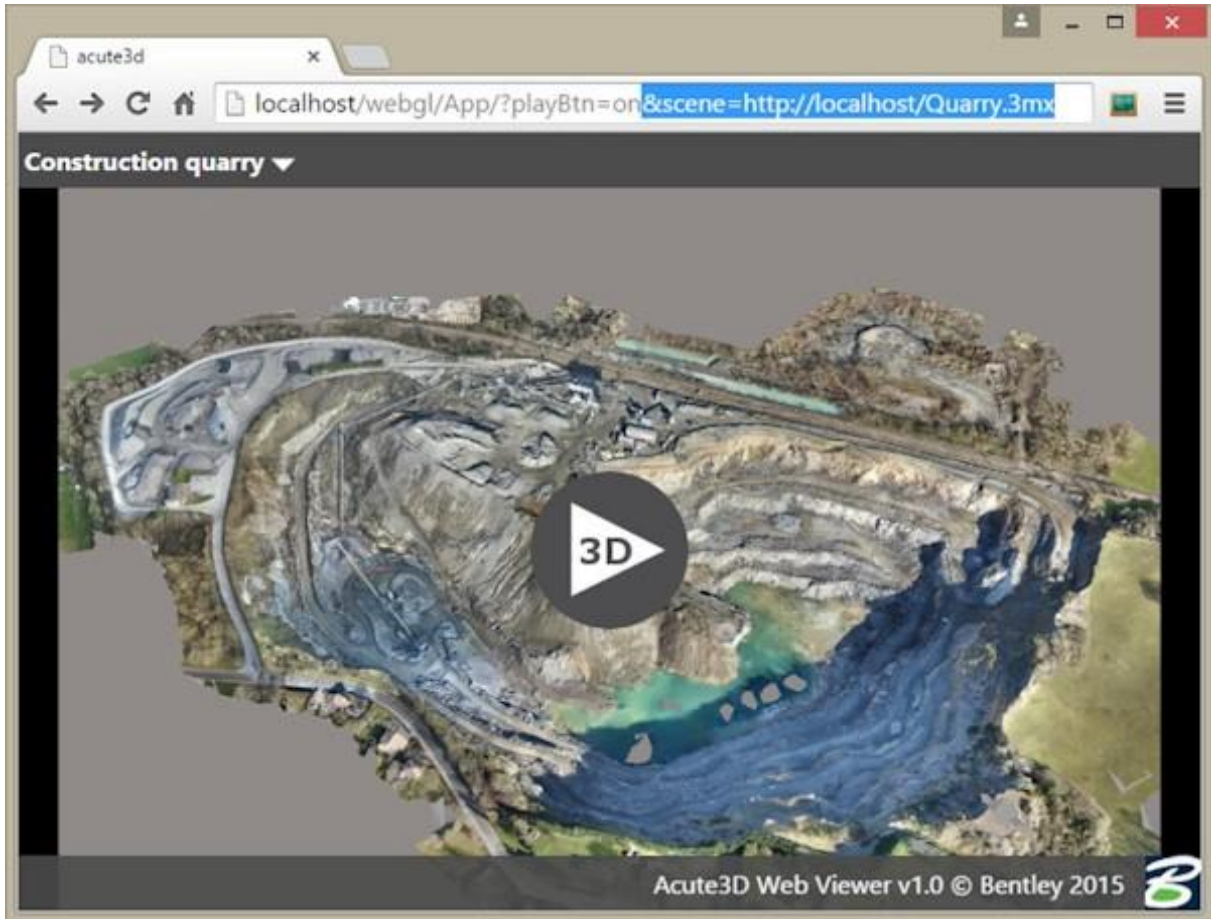 acute3d
localhost/webgl/App/?playBtn=on&scene=http://localhost/Quarry.3mx
Construction quarry
3D
Acute3D Web Viewer v1.0 © Bentley 2015